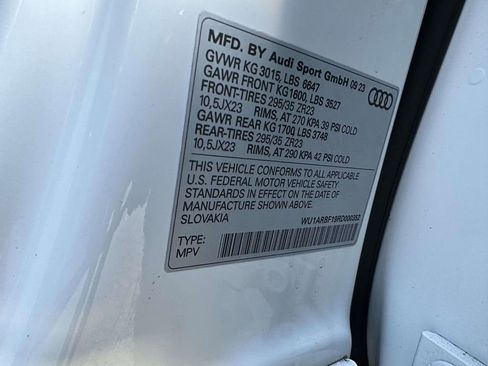 MFD. BY Audi Sport GmbH 09 23
GVWR KG 3015, LBS 6647
GAWR FRONT KG 1600, LBS 3527
FRONT-TIRES 295/35 ZR23
10,5JX23 RIMS, AT 270 KPA 39 PSI COLD
GAWR REAR KG 1700, LBS 3748
REAR-TIRES 295/35 ZR23
10,5JX23 RIMS, AT 290 KPA 42 PSI COLD
THIS VEHICLE CONFORMS TO ALL APPLICABLE
U.S. FEDERAL MOTOR VEHICLE SAFETY
STANDARDS IN EFFECT ON THE DATE OF
MANUFACTURE SHOWN ABOVE.
SLOVAKIA WU1ARBF19RD000352
TYPE:
MPV